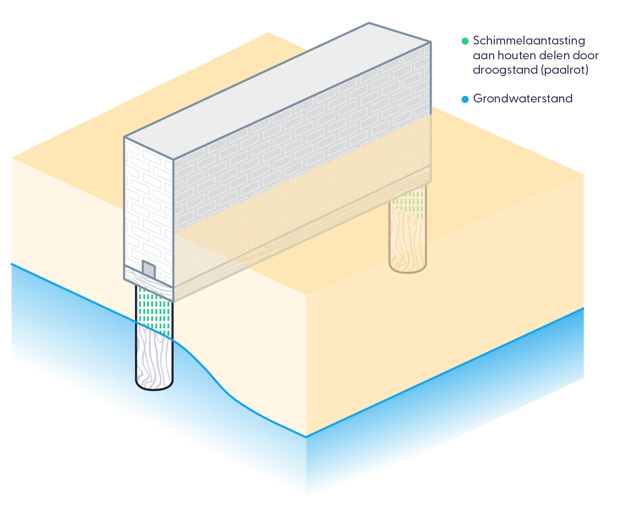 Schimmelaantasting
aan houten delen door
droogstand (paalrot)
Grondwaterstand